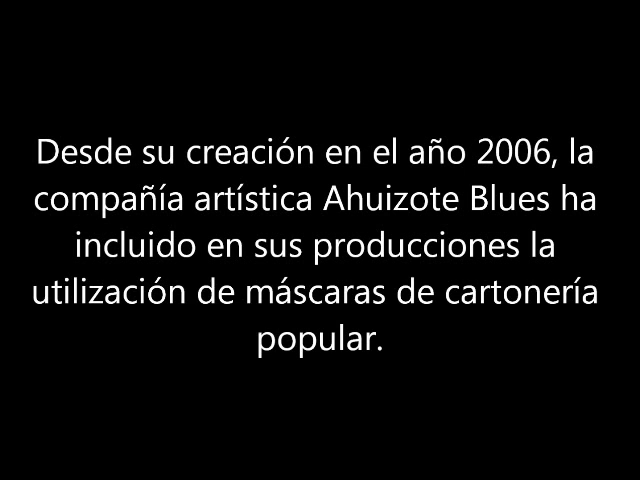 Desde su creación en el año 2006, la
compañía artística Ahuizote Blues ha
incluido en sus producciones la
utilización de máscaras de cartonería
popular.